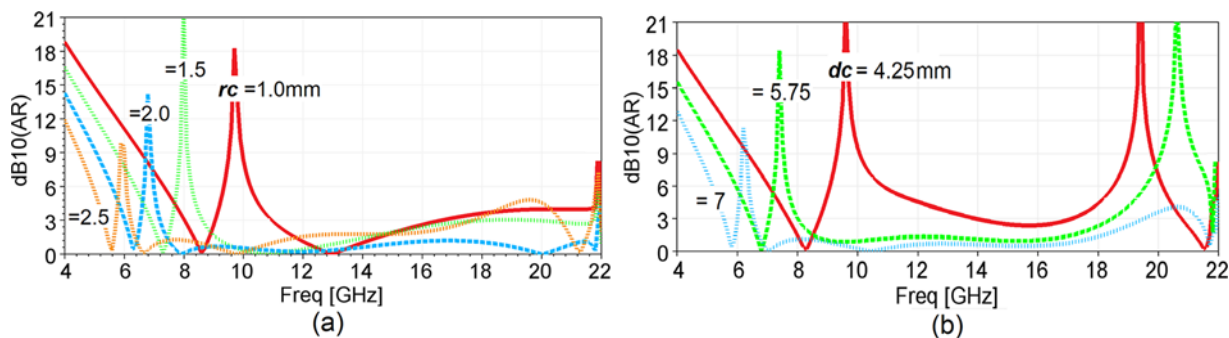 21
18
15
12
9
6
3
0
dB10(AR)
=1.5
rc = 1.0mm
=2.0
=2.5
4 6 8 10 12 14 16 18 20 22
Freq [GHz]
(a)
21
18
15
12
9
6
3
0
dB10(AR)
dc = 4.25mm
= 5.75
= 7
4 6 8 10 12 14 16 18 20 22
Freq [GHz]
(b)